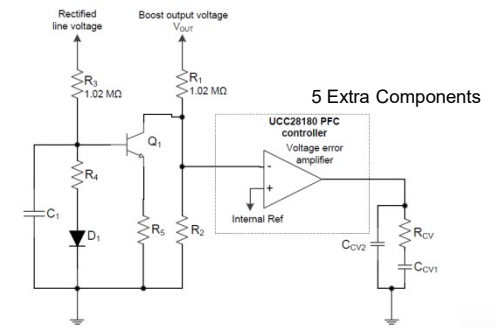 Rectified
line voltage
Boost output voltage
VOUT
R3
1.02 MΩ
R1
1.02 MΩ
5 Extra Components
UCC28180 PFC
controller
Voltage error
amplifier
Q1
-
+
R4
Internal Ref
C1
D1
R5
R2
CCV2
RCV
CCV1